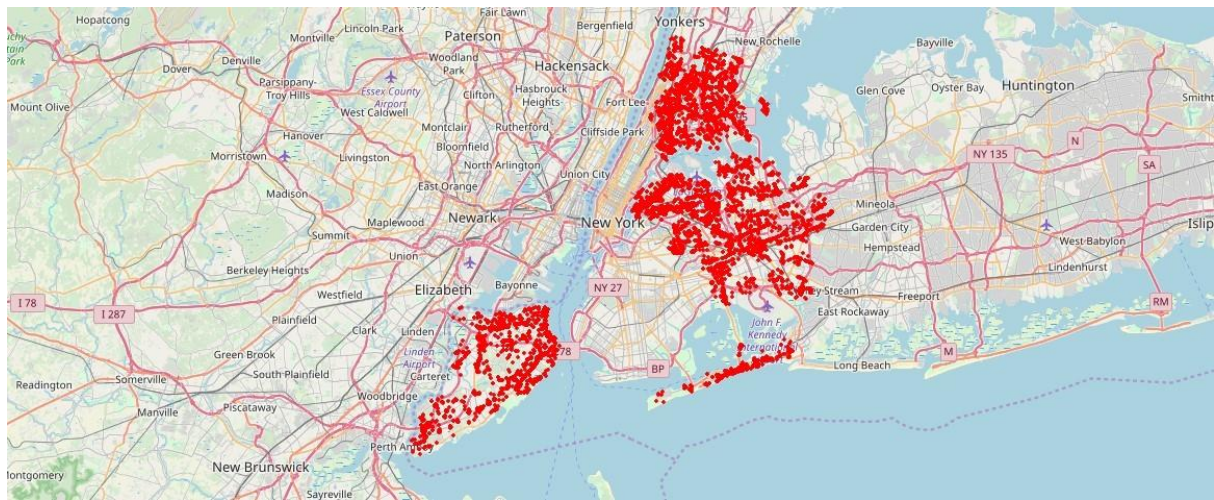 Fair Lawn
Yonkers
Hopatcong
Montville
Lincoln Park
Paterson
Bergenfield
New Rochelle
Bayville
Denville
Dover
Woodland
Park
Hackensack
Glen Cove
Oyster Bay
Huntington
Parsippany-
Troy Hills
Essex County
Airport
Clifton
Hasbrouck
Heights
Fort Lee
Mount Olive
West Caldwell
Cliffside Park
Hanover
Montclair
Rutherford
N
NY 135
SA
Morristown
Livingston
Bloomfield
North Arlington
Union City
Madison
East Orange
Mineola
Newark
New York
Garden City
Maplewood
Summit
Hempstead
West Babylon
Islip
Union
Berkeley Heights
Lindenhurst
Elizabeth
Bayonne
NY 27
Freeport
I 78
I 287
Westfield
East Rockaway
RM
Plainfield
Clark
Linden
John F.
Kennedy
International
Green Brook
Linden
Airport
278
M
Somerville
South Plainfield
Carteret
BP
Long Beach
Readington
Woodbridge
Manville
Piscataway
Perth Amboy
New Brunswick
Montgomery
Sayreville